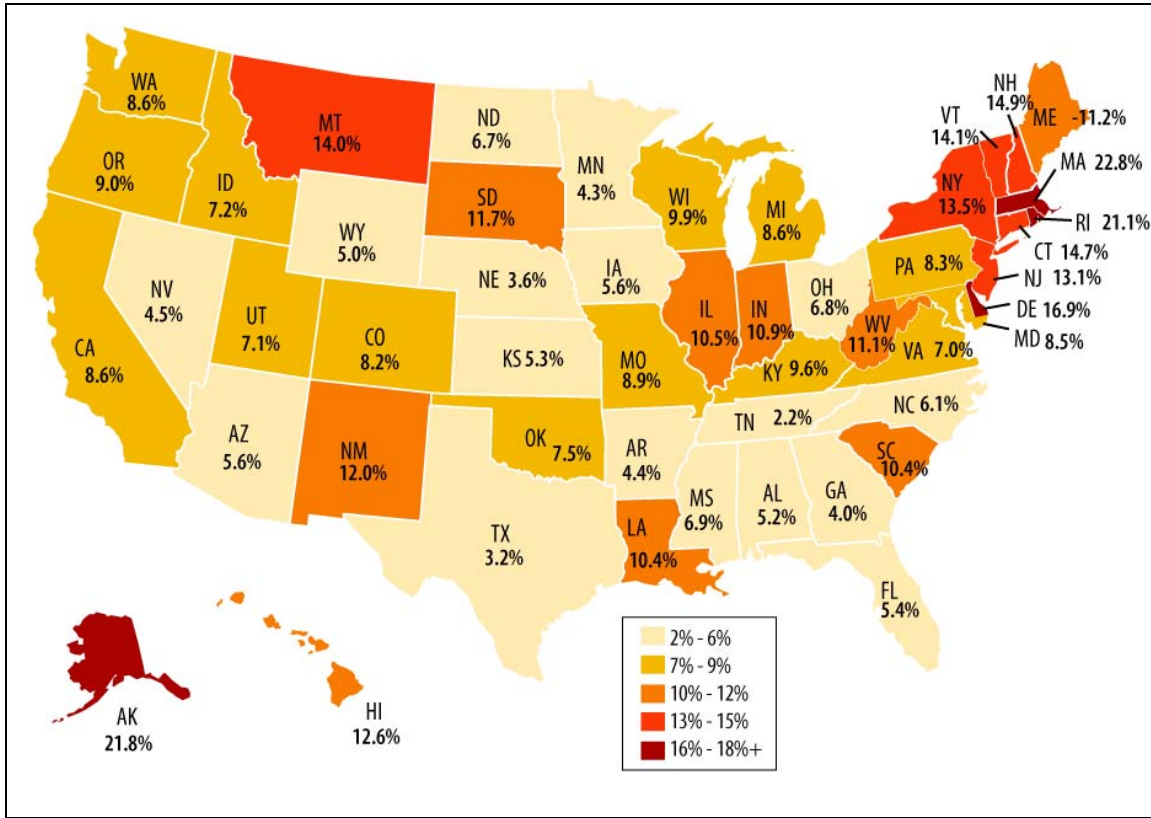 WA
8.6%
OR
9.0%
CA
8.6%
ID
7.2%
NV
4.5%
MT
14.0%
WY
5.0%
UT
7.1%
CO
8.2%
AZ
5.6%
NM
12.0%
ND
6.7%
SD
11.7%
NE 3.6%
KS 5.3%
OK
7.5%
TX
3.2%
MN
4.3%
IA
5.6%
MO
8.9%
AR
4.4%
LA
10.4%
WI
9.9%
IL
10.5%
MI
8.6%
IN
10.9%
OH
6.8%
KY 9.6%
TN 2.2%
MS
6.9%
AL
5.2%
GA
4.0%
FL
5.4%
SC
10.4%
NC 6.1%
VA 7.0%
WV
11.1%
PA 8.3%
NY
13.5%
VT
14.1%
NH
14.9%
ME -11.2%
MA 22.8%
RI 21.1%
CT 14.7%
NJ 13.1%
DE 16.9%
MD 8.5%
AK
21.8%
HI
12.6%
2% - 6%
7% - 9%
10% - 12%
13% - 15%
16% - 18%+